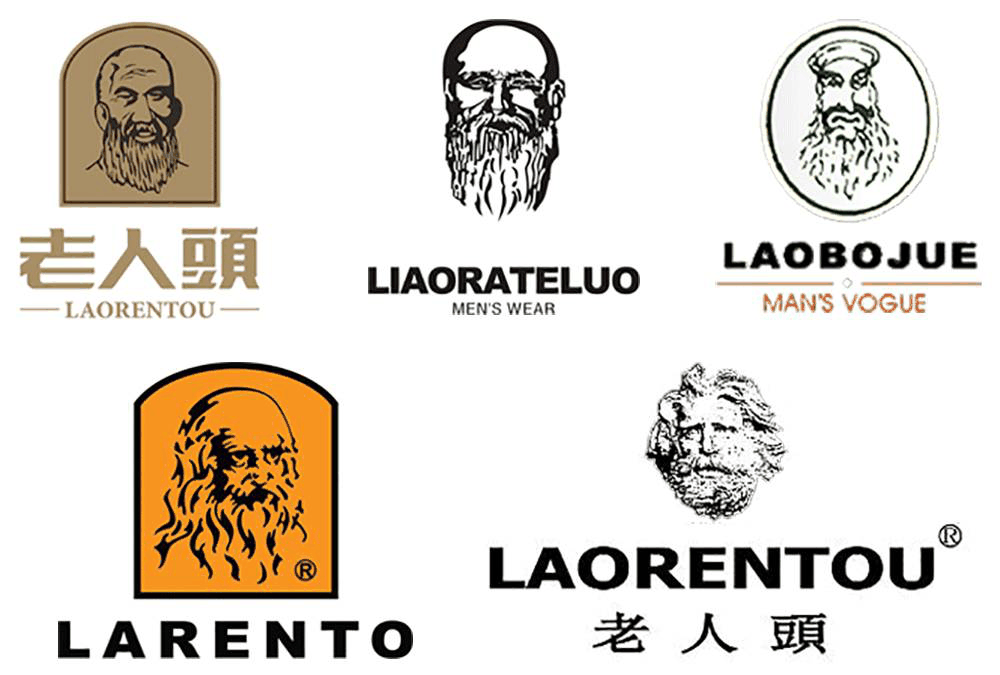 老人頭
LAORENTOU
LIAORATELUO
MEN'S WEAR
LAOBOJUE
MAN'S VOGUE
®
LARENTO
LAORENTOU®
老人頭